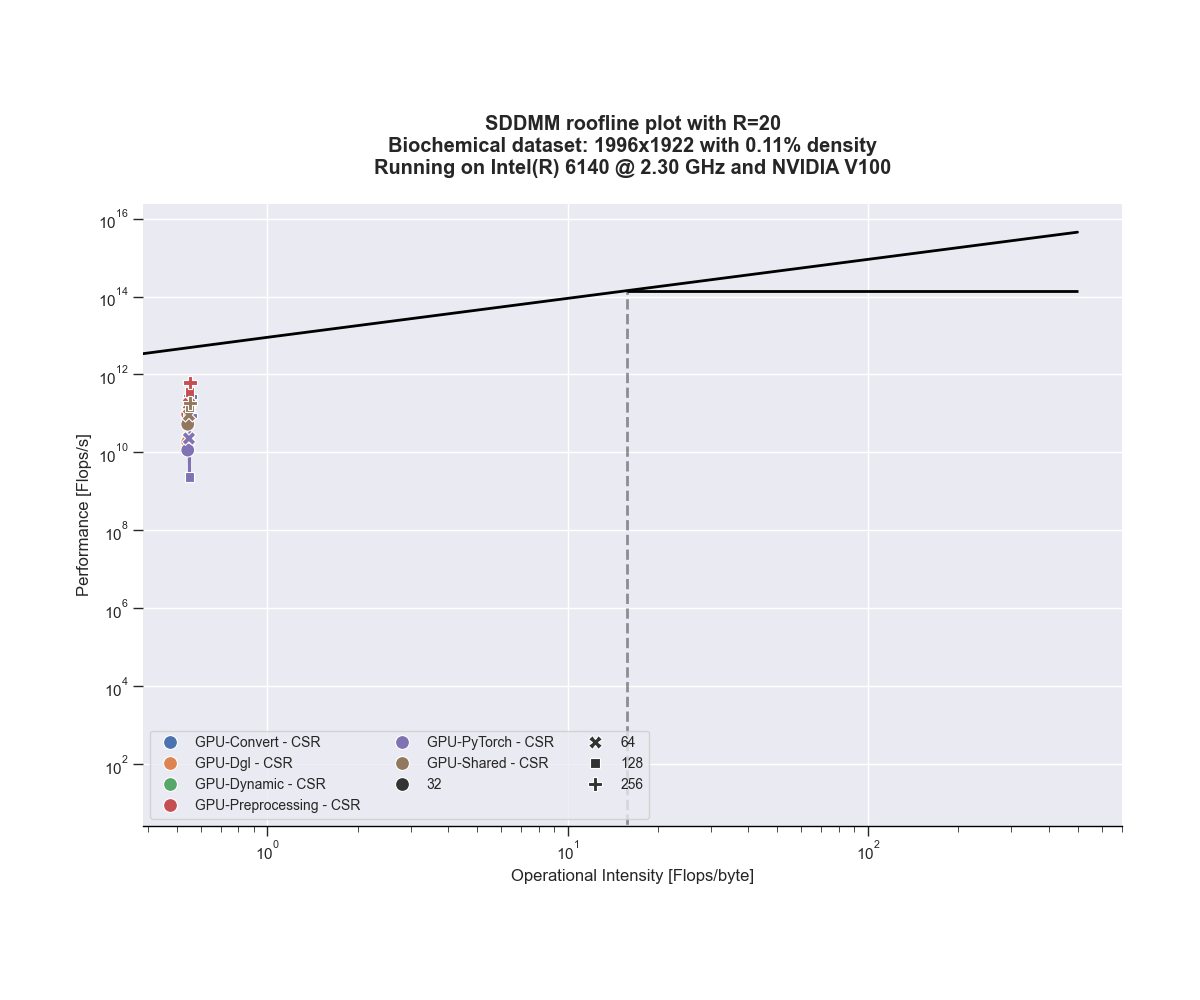 SDDMM roofline plot with R=20
Biochemical dataset: 1996x1922 with 0.11% density
Running on Intel(R) 6140 @ 2.30 GHz and NVIDIA V100
10^16
10^14
10^12
10^10
10^8
10^6
10^4
10^2
Performance [Flops/s]
GPU-Convert - CSR
GPU-Dgl - CSR
GPU-Dynamic - CSR
GPU-Preprocessing - CSR
GPU-PyTorch - CSR
GPU-Shared - CSR
32
64
128
256
10^0
10^1
10^2
Operational Intensity [Flops/byte]